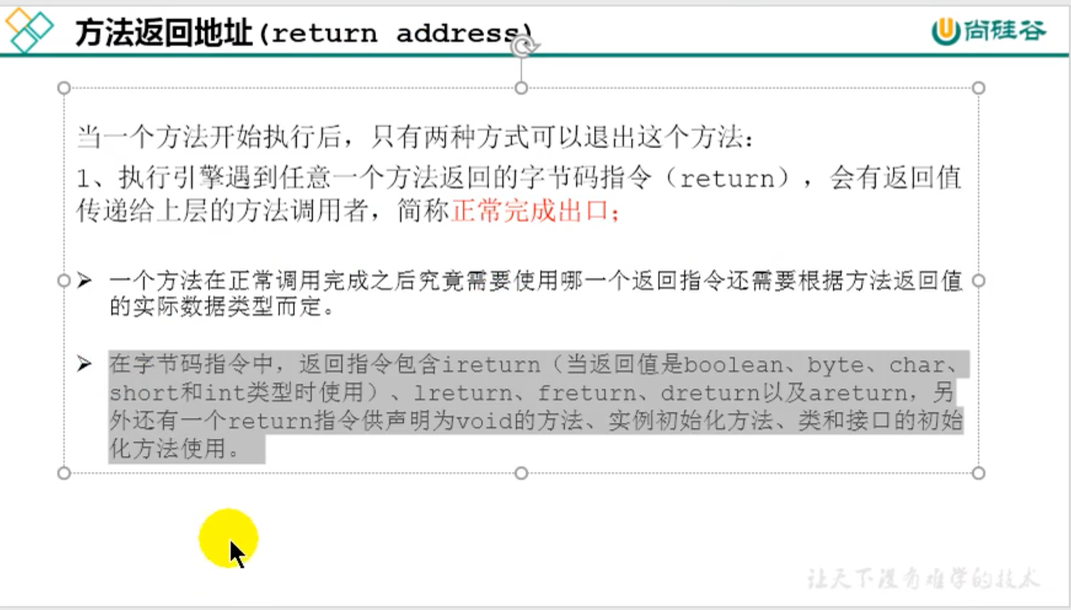 方法返回地址(return address)
尚硅谷
当一个方法开始执行后，只有两种方式可以退出这个方法：
1、执行引擎遇到任意一个方法返回的字节码指令（return），会有返回值
传递给上层的方法调用者，简称正常完成出口；
➢ 一个方法在正常调用完成之后究竟需要使用哪一个返回指令还需要根据方法返回值
的实际数据类型而定。
➢ 在字节码指令中，返回指令包含ireturn（当返回值是boolean、byte、char、
short和int类型时使用）、lreturn、freturn、dreturn以及areturn，另
外还有一个return指令供声明为void的方法、实例初始化方法、类和接口的初始
化方法使用。
让天下没有难学的技术